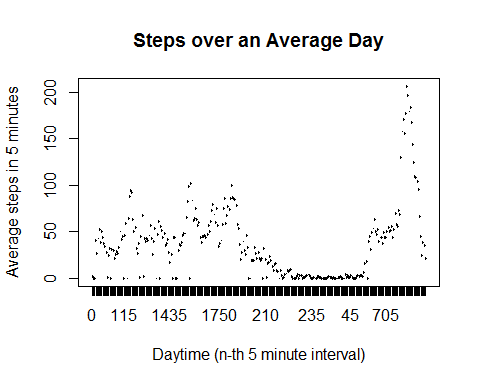 Steps over an Average Day
Average steps in 5 minutes
200
150
100
50
0
0 115 1435 1750 210 235 45 705
Daytime (n-th 5 minute interval)